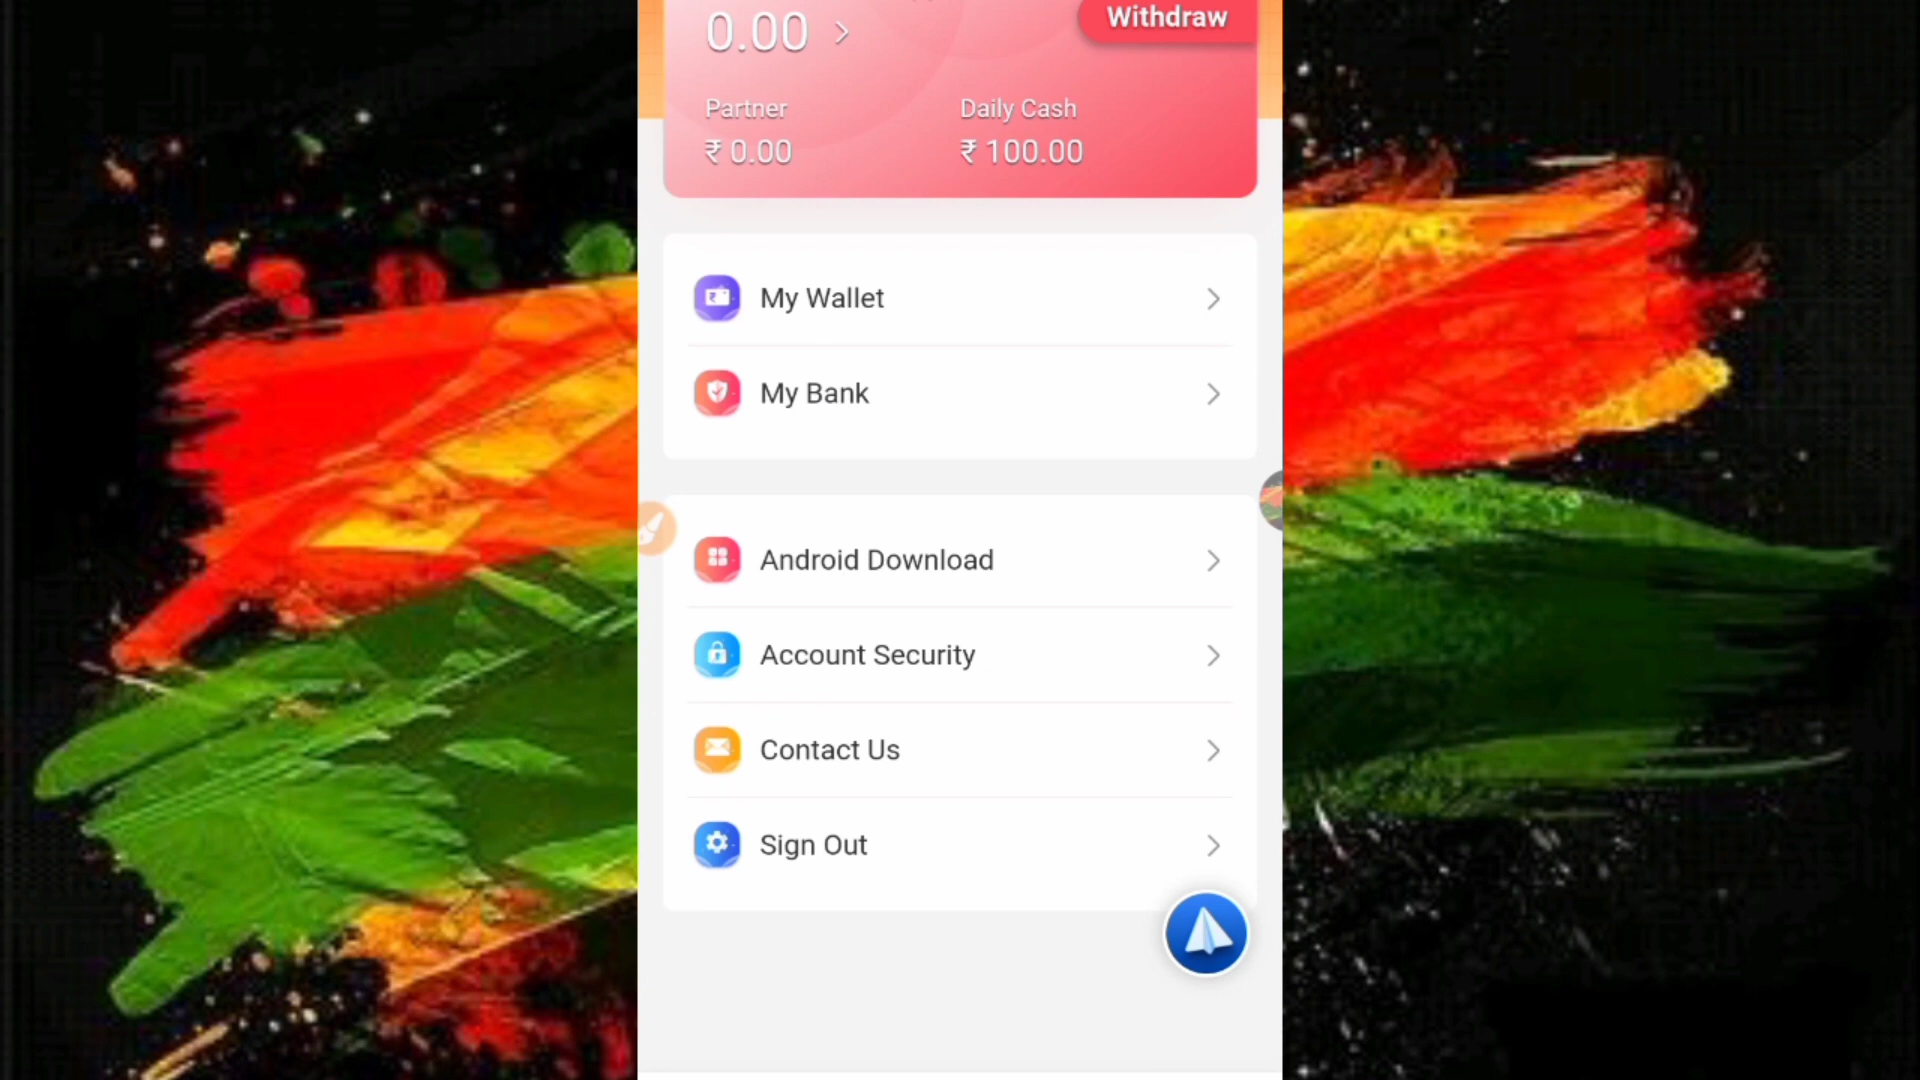 0.00
Withdraw
Partner
Daily Cash
₹ 0.00
₹ 100.00
My Wallet
My Bank
Android Download
Account Security
Contact Us
Sign Out